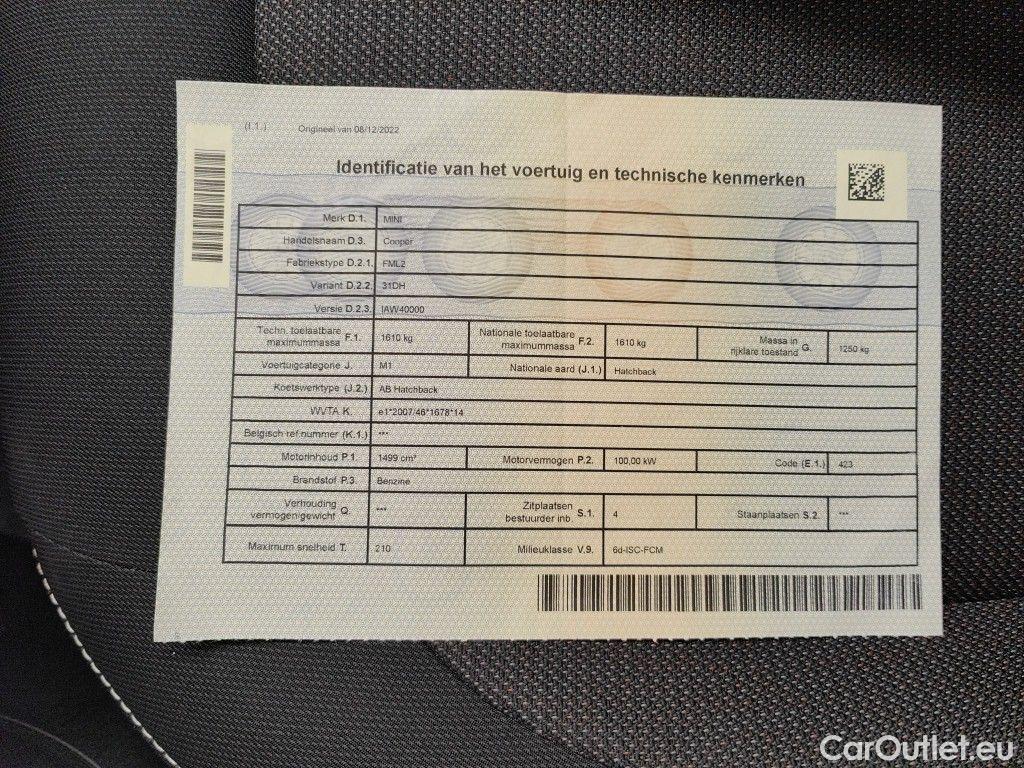 (I.1.) Origineel van 08/12/2022
Identificatie van het voertuig en technische kenmerken
Merk D.1. MINI
Handelsnaam D.3. Cooper
Fabriekstype D.2.1. FML2
Variant D.2.2. 31DH
Versie D.2.3. IAW40000
Techn. toelaatbare maximummassa F.1. 1610 kg Nationale toelaatbare maximummassa F.2. 1610 kg Massa in rijklare toestand G. 1250 kg
Voertuigcategorie J. M1 Nationale aard (J.1.) Hatchback
Koetswerktype (J.2.) AB Hatchback
WVTA K. e1*2007/46*1678*14
Belgisch ref.nummer (K.1.) ***
Motorinhoud P.1. 1499 cm³ Motorvermogen P.2. 100,00 kW Code (E.1.) 423
Brandstof P.3. Benzine
Verhouding vermogen/gewicht Q. *** Zitplaatsen bestuurder inb. S.1. 4 Staanplaatsen S.2. ***
Maximum snelheid T. 210 Milieuklasse V.9. 6d-ISC-FCM
CarOutlet.eu